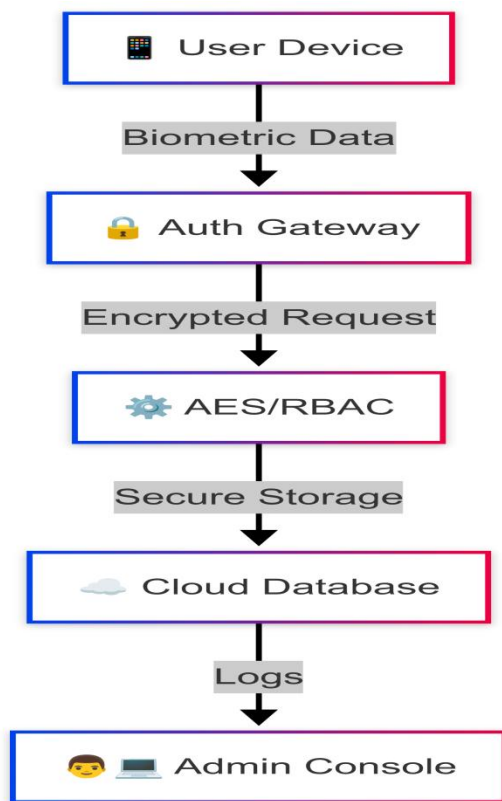 📱 User Device
Biometric Data
🔒 Auth Gateway
Encrypted Request
⚙️ AES/RBAC
Secure Storage
☁️ Cloud Database
Logs
👨 💻 Admin Console